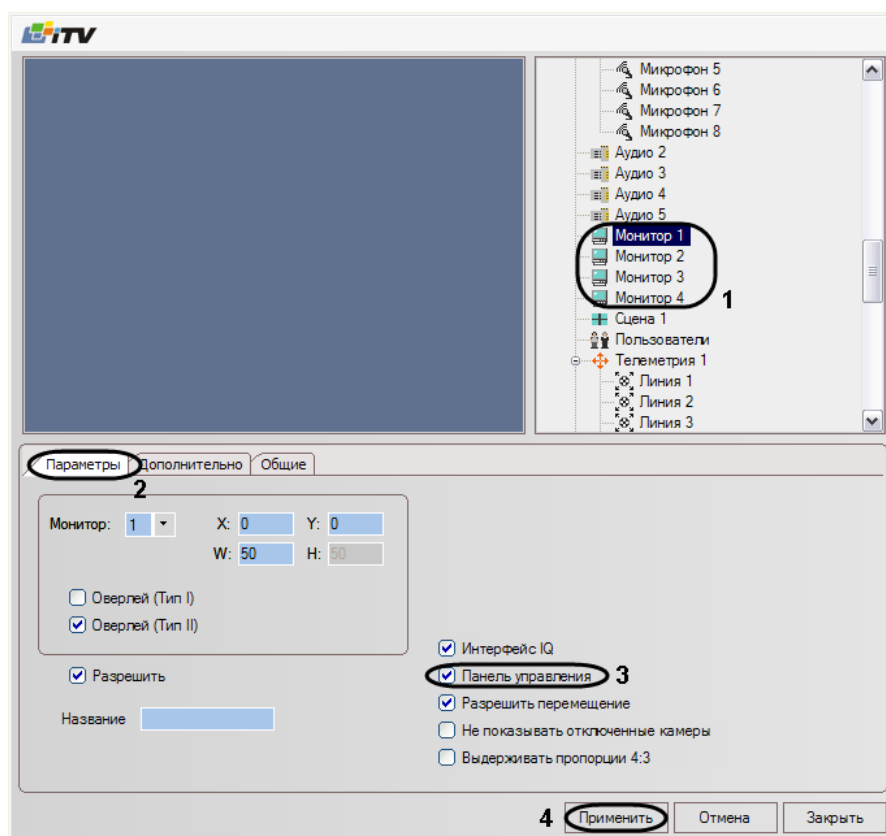 iTV
Микрофон 5
Микрофон 6
Микрофон 7
Микрофон 8
Аудио 2
Аудио 3
Аудио 4
Аудио 5
Монитор 1
Монитор 2
Монитор 3
Монитор 4
1
Сцена 1
Пользователи
Телеметрия 1
Линия 1
Линия 2
Линия 3
Параметры Дополнительно Общие
2
Монитор: 1 X: 0 Y: 0
W: 50 H: 50
Оверлей (Тип I)
Оверлей (Тип II)
Интерфейс IQ
Разрешить Панель управления 3
Разрешить перемещение
Название
Не показывать отключенные камеры
Выдерживать пропорции 4:3
4 Применить Отмена Закрыть